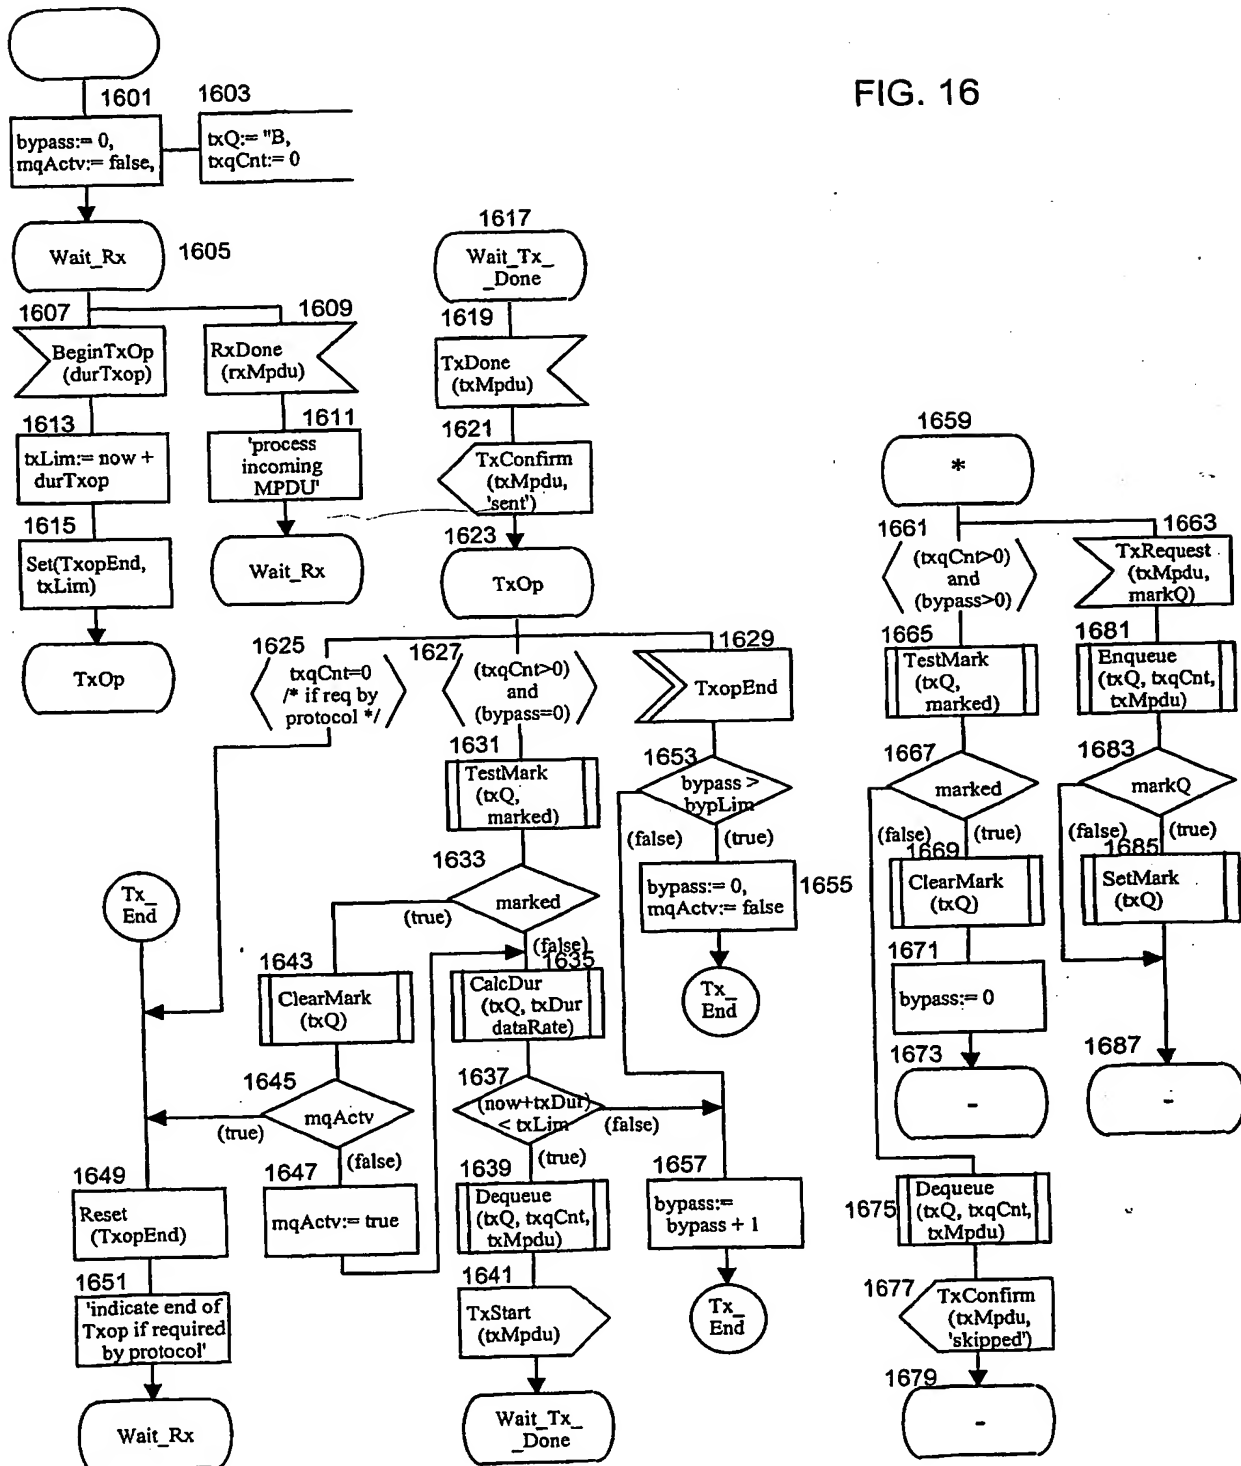 FIG. 16
1601
bypass:= 0,
mqActv:= false,
1603
txQ:= "B,
txqCnt:= 0
Wait_Rx
1605
1607
BeginTxOp
(durTxop)
1609
RxDone
(rxMpdu)
1611
'process
incoming
MPDU'
Wait_Rx
1613
txLim:= now +
durTxop
1615
Set(TxopEnd,
txLim)
TxOp
1617
Wait_Tx_
_Done
1619
TxDone
(txMpdu)
1621
TxConfirm
(txMpdu,
'sent')
1623
TxOp
1625
txqCnt=0
/* if req by
protocol */
1627
(txqCnt>0)
and
(bypass=0)
1629
TxopEnd
1631
TestMark
(txQ,
marked)
1633
marked
(true)
(false)
1635
CalcDur
(txQ, txDur
dataRate)
1637
(now+txDur)
< txLim
(false)
(true)
1639
Dequeue
(txQ, txqCnt,
txMpdu)
1641
TxStart
(txMpdu)
Wait_Tx_
_Done
1643
ClearMark
(txQ)
1645
mqActv
(true)
(false)
1647
mqActv:= true
Tx_
End
1649
Reset
(TxopEnd)
1651
'indicate end of
Txop if required
by protocol'
Wait_Rx
1653
bypass >
bypLim
(false)
(true)
bypass:= 0,
mqActv:= false
1655
Tx_
End
1657
bypass:=
bypass + 1
Tx_
End
1659
*
1661
(txqCnt>0)
and
(bypass>0)
1663
TxRequest
(txMpdu,
markQ)
1665
TestMark
(txQ,
marked)
1667
marked
(false)
(true)
1669
ClearMark
(txQ)
1671
bypass:= 0
1673
-
1675
Dequeue
(txQ, txqCnt,
txMpdu)
1677
TxConfirm
(txMpdu,
'skipped')
1679
-
1681
Enqueue
(txQ, txqCnt,
txMpdu)
1683
markQ
(false)
(true)
1685
SetMark
(txQ)
1687
-